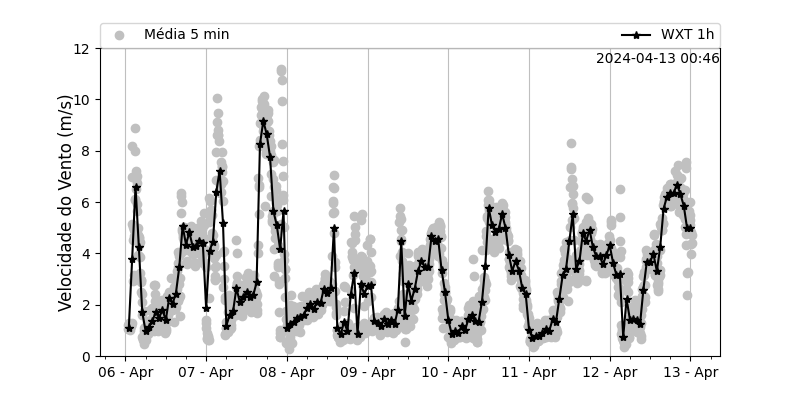 Média 5 min
WXT 1h
2024-04-13 00:46
Velocidade do Vento (m/s)
12
10
8
6
4
2
0
06 - Apr
07 - Apr
08 - Apr
09 - Apr
10 - Apr
11 - Apr
12 - Apr
13 - Apr